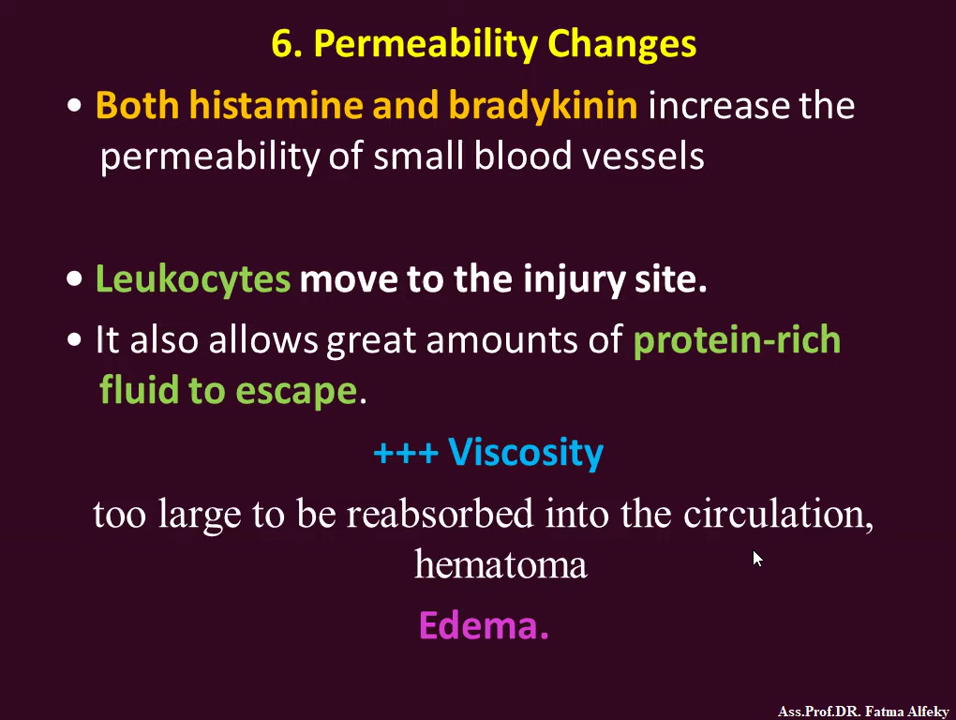 6. Permeability Changes
• Both histamine and bradykinin increase the
permeability of small blood vessels
• Leukocytes move to the injury site.
• It also allows great amounts of protein-rich
fluid to escape.
+++ Viscosity
too large to be reabsorbed into the circulation,
hematoma
Edema.
Ass.Prof.DR. Fatma Alfeky